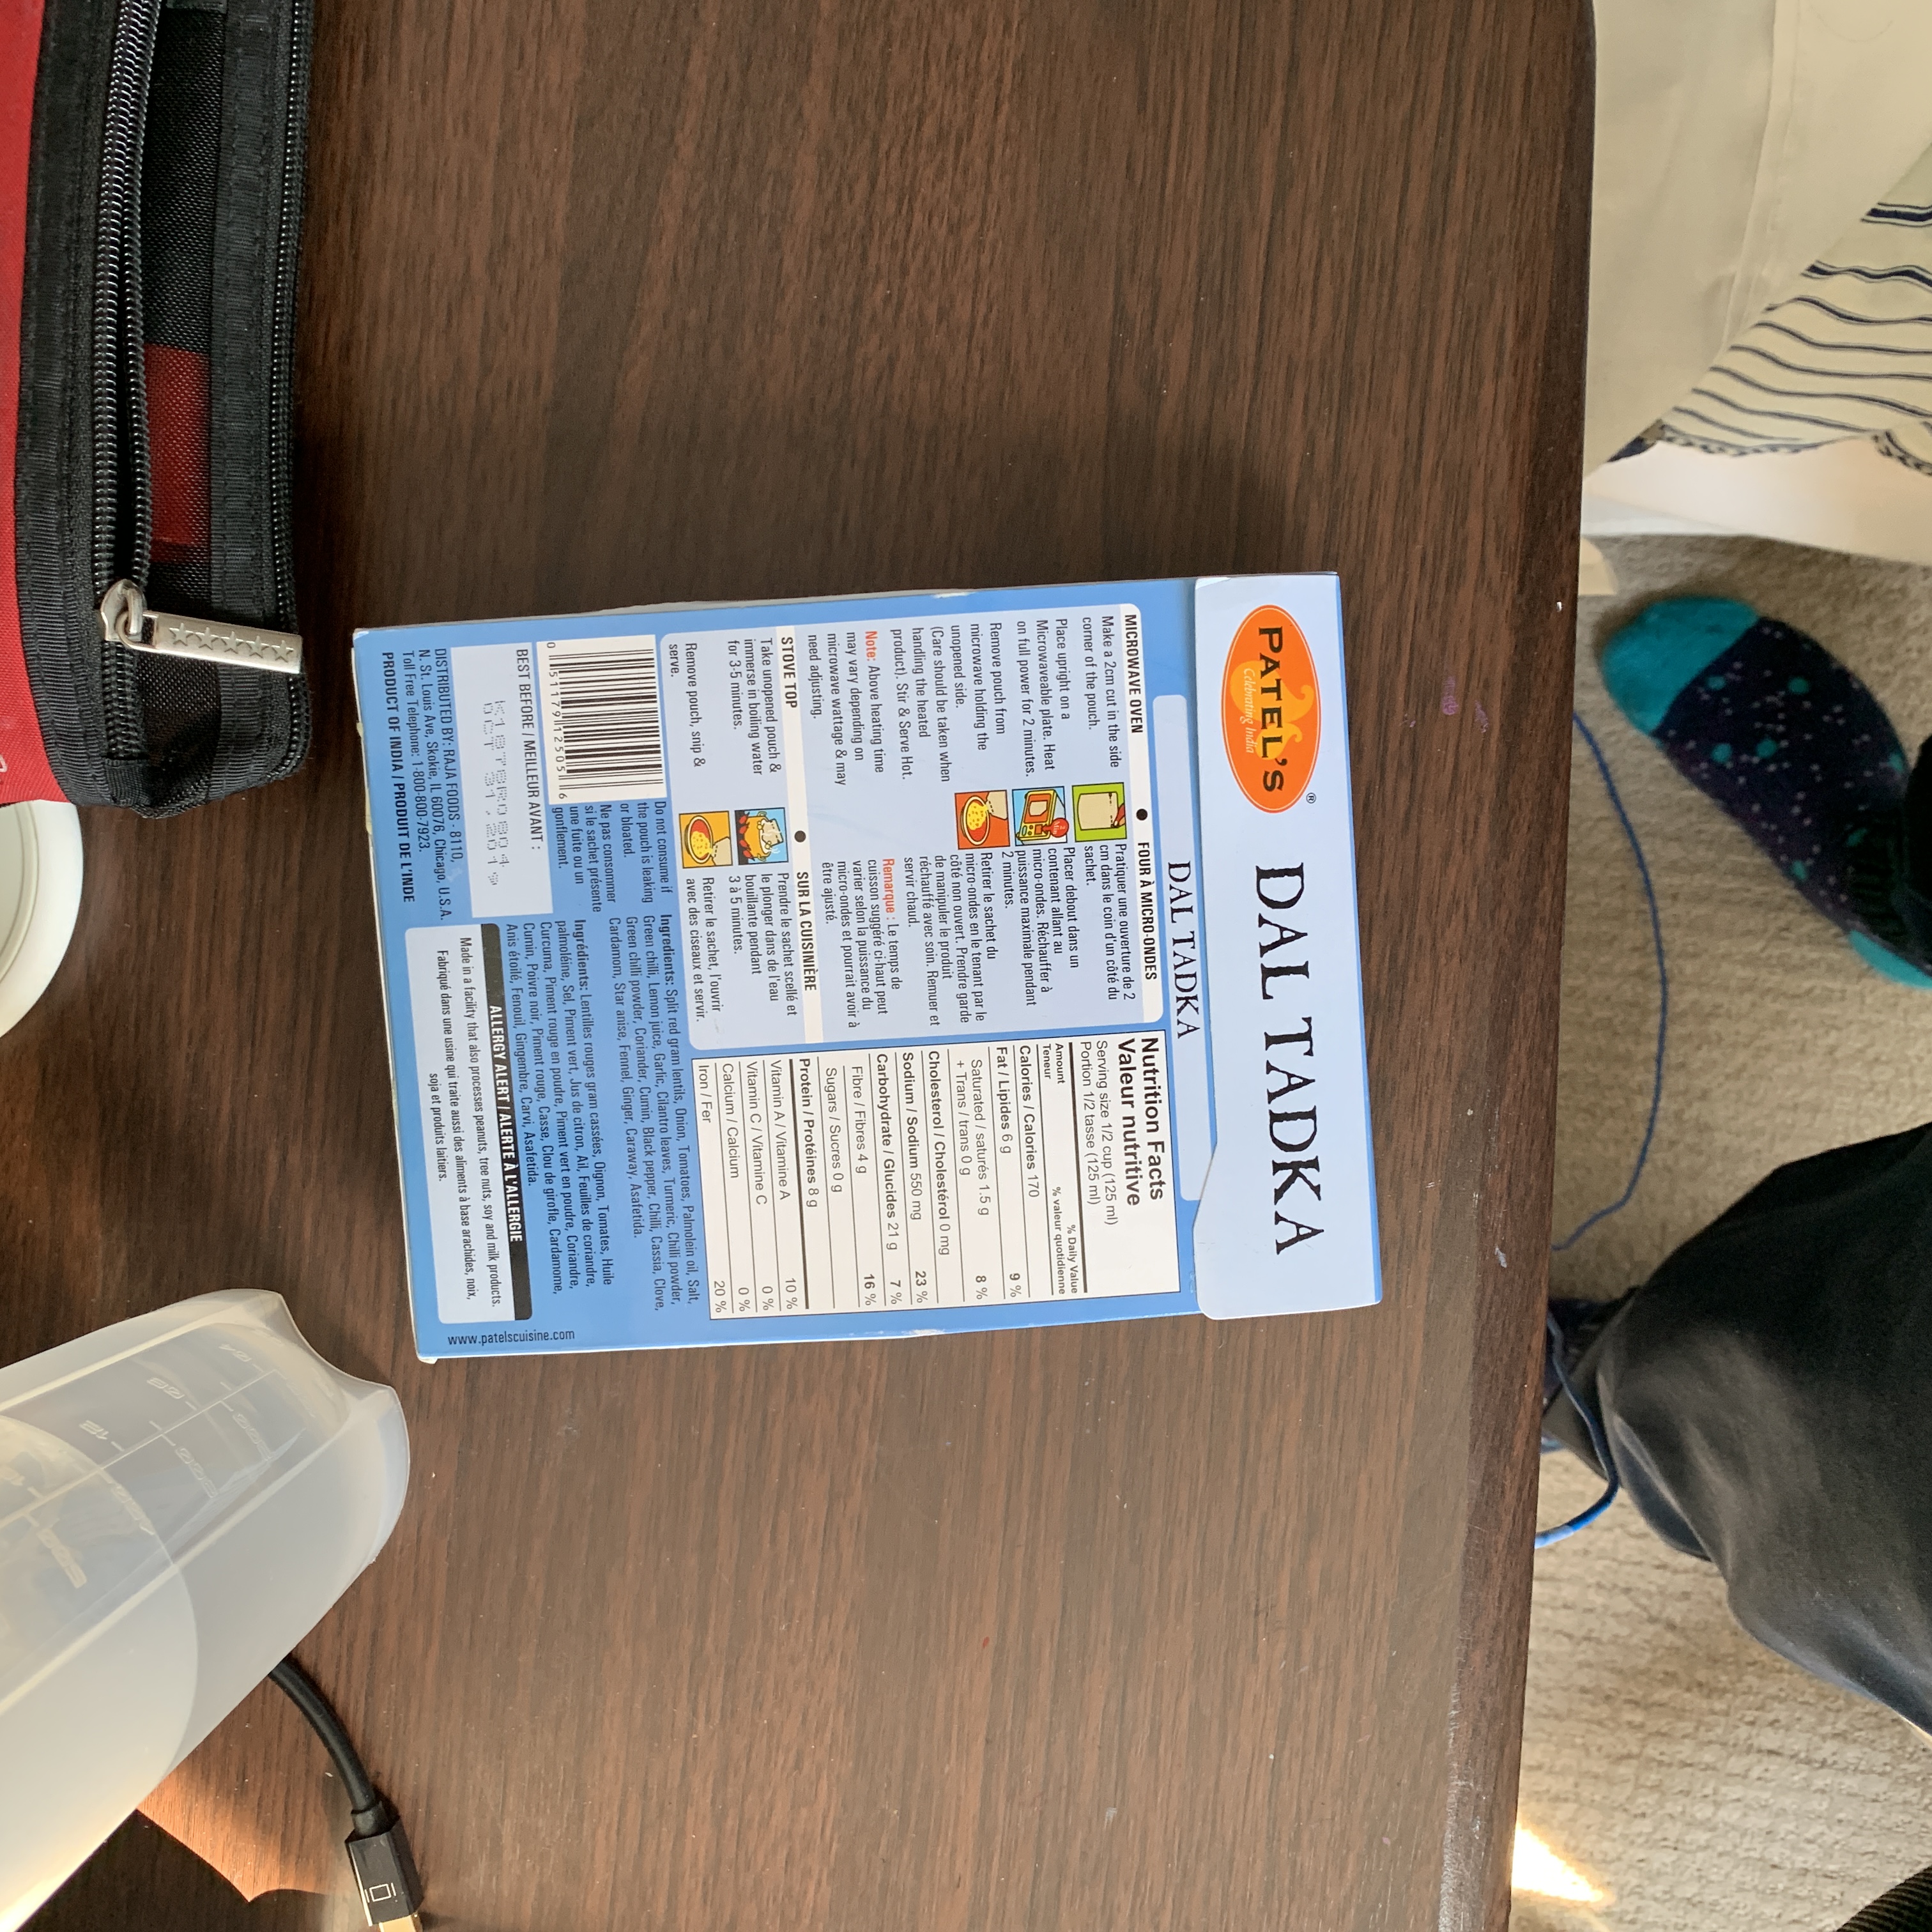 PATEL'S
Celebrating India
®
DAL TADKA
DAL TADKA
MICROWAVE OVEN
Make a 2cm cut in the side
corner of the pouch.
Place upright on a
Microwaveable plate. Heat
on full power for 2 minutes.
Remove pouch from
microwave holding the
unopened side.
(Care should be taken when
handling the heated
product). Stir & Serve Hot.
Note: Above heating time
may vary depending on
microwave wattage & may
need adjusting.
STOVE TOP
Take unopened pouch &
immerse in boiling water
for 3-5 minutes.
Remove pouch, snip &
serve.
FOUR À MICRO-ONDES
Pratiquer une ouverture de 2
cm dans le coin d'un côté du
sachet.
Placer debout dans un
contenant allant au
micro-ondes. Réchauffer à
puissance maximale pendant
2 minutes.
Retirer le sachet du
micro-ondes en le tenant par le
côté non ouvert. Prendre garde
de manipuler le produit
réchauffé avec soin. Remuer et
servir chaud.
Remarque : Le temps de
cuisson suggéré ci-haut peut
varier selon la puissance du
micro-ondes et pourrait avoir à
être ajusté.
SUR LA CUISINIÈRE
Prendre le sachet scellé et
le plonger dans de l'eau
bouillante pendant
3 à 5 minutes.
Retirer le sachet, l'ouvrir
avec des ciseaux et servir.
Nutrition Facts
Valeur nutritive
Serving size 1/2 cup (125 ml)
Portion 1/2 tasse (125 ml)
Amount % Daily Value
Teneur % valeur quotidienne
Calories / Calories 170
Fat / Lipides 6 g 9 %
Saturated / saturés 1.5 g
+ Trans / trans 0 g 8 %
Cholesterol / Cholestérol 0 mg
Sodium / Sodium 550 mg 23 %
Carbohydrate / Glucides 21 g 7 %
Fibre / Fibres 4 g 16 %
Sugars / Sucres 0 g
Protein / Protéines 8 g
Vitamin A / Vitamine A 10 %
Vitamin C / Vitamine C 0 %
Calcium / Calcium 0 %
Iron / Fer 20 %
Do not consume if
the pouch is leaking
or bloated.
Ne pas consommer
si le sachet présente
une fuite ou un
gonflement.
0 51179 12505 6
BEST BEFORE / MEILLEUR AVANT :
OCT 31, 201
DISTRIBUTED BY: RAJA FOODS - 8110,
N. St. Louis Ave, Skokie, IL 60076, Chicago, U.S.A.
Toll Free Telephone: 1-800-800-7923.
PRODUCT OF INDIA / PRODUIT DE L'INDE
Ingredients: Split red gram lentils, Onion, Tomatoes, Palmolein oil, Salt,
Green chilli, Lemon juice, Garlic, Cilantro leaves, Turmeric, Chilli powder,
Green chilli powder, Coriander, Cumin, Black pepper, Chilli, Cassia, Clove,
Cardamom, Star anise, Fennel, Ginger, Caraway, Asafetida.
Ingrédients: Lentilles rouges gram cassées, Oignon, Tomates, Huile
palmoléine, Sel, Piment vert, Jus de citron, Ail, Feuilles de coriandre,
Curcuma, Piment rouge en poudre, Piment vert en poudre, Coriandre,
Cumin, Poivre noir, Piment rouge, Casse, Clou de girofle, Cardamome,
Anis étoilé, Fenouil, Gingembre, Carvi, Asafetida.
ALLERGY ALERT / ALERTE À L'ALLERGIE
Made in a facility that also processes peanuts, tree nuts, soy and milk products.
Fabriqué dans une usine qui traite aussi des aliments à base arachides, noix,
soja et produits laitiers.
www.patelscuisine.com